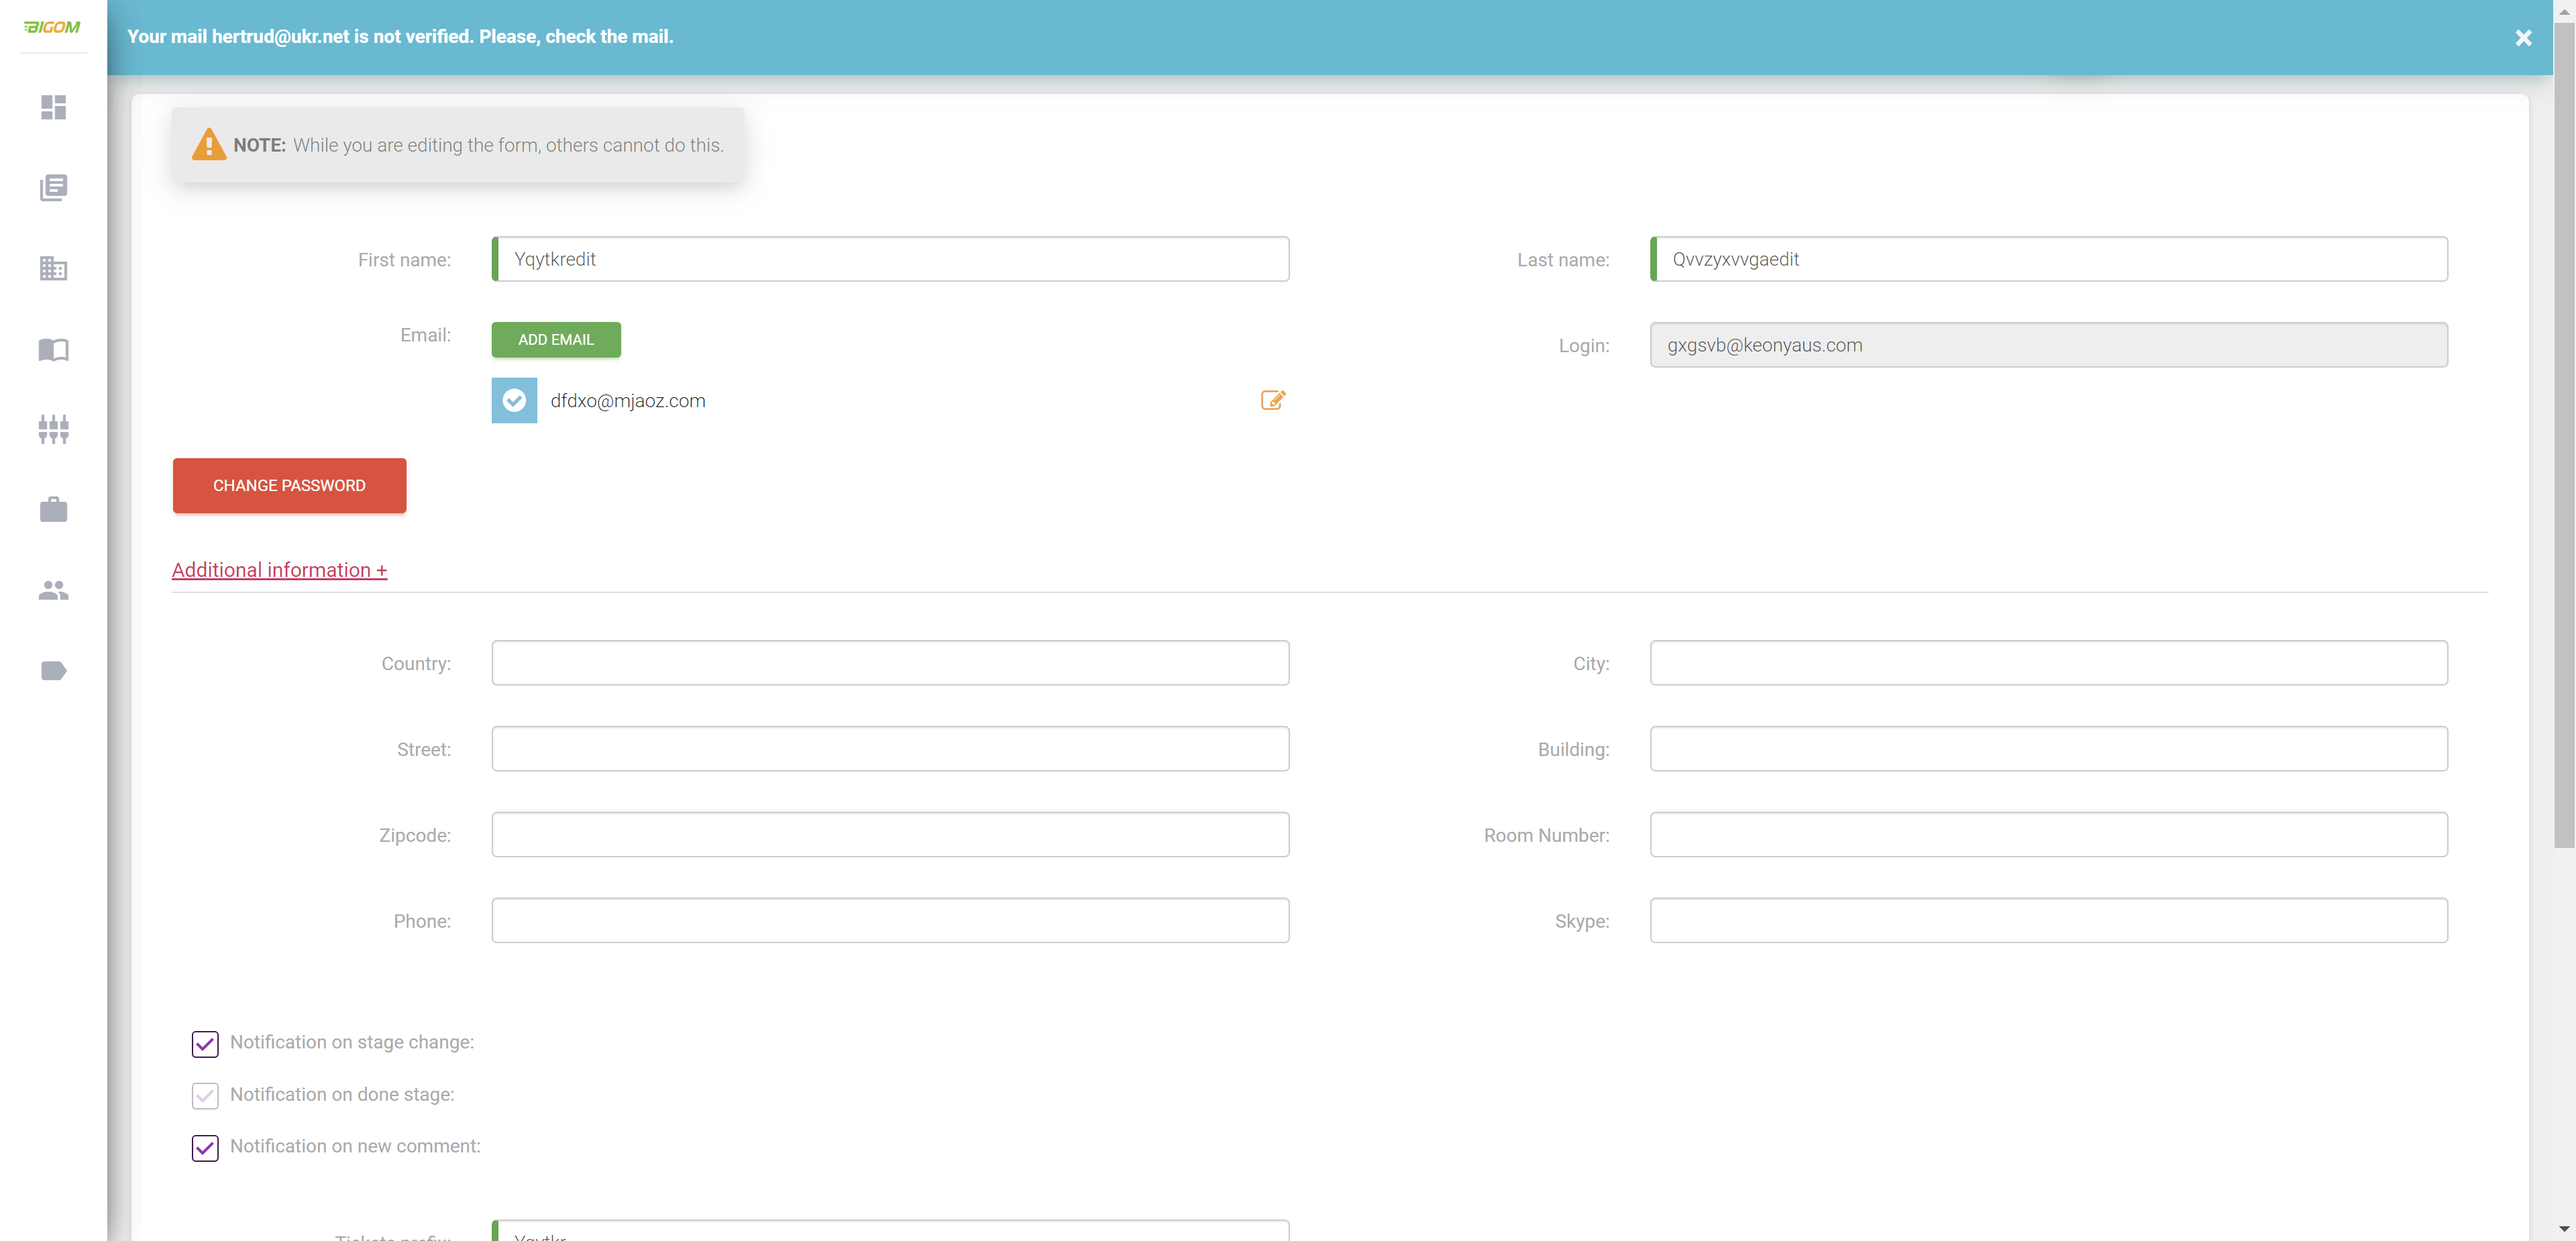 BIGOM
Your mail hertrud@ukr.net is not verified. Please, check the mail.
NOTE: While you are editing the form, others cannot do this.
First name: Yqytkredit
Last name: Qvvzyxvvgaedit
Email: ADD EMAIL
Login: gxgsvb@keonyaus.com
dfdxo@mjaoz.com
CHANGE PASSWORD
Additional information +
Country:
City:
Street:
Building:
Zipcode:
Room Number:
Phone:
Skype:
Notification on stage change:
Notification on done stage:
Notification on new comment:
Tickets prefix: Yqytkr